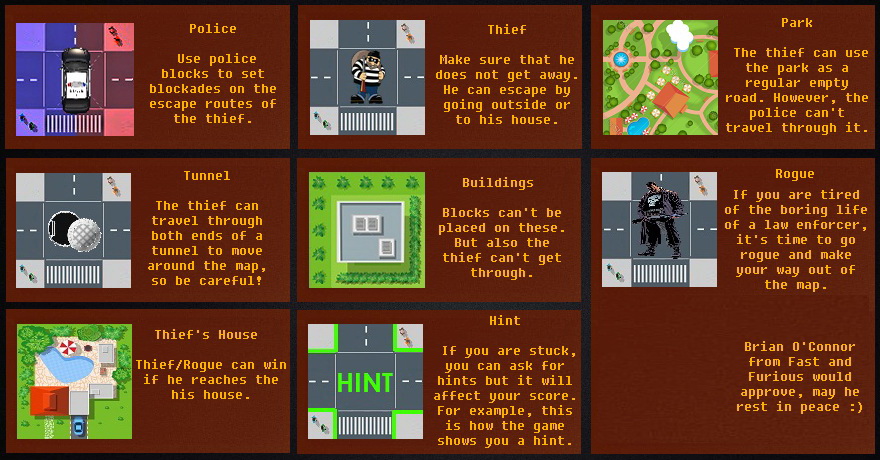 Police
Use police
blocks to set
blockades on the
escape routes of
the thief.
Thief
Make sure that he
does not get away.
He can escape by
going outside or
to his house.
Park
The thief can use
the park as a
regular empty
road. However, the
police can't
travel through it.
Tunnel
The thief can
travel through
both ends of a
tunnel to move
around the map,
so be careful!
Buildings
Blocks can't be
placed on these.
But also the
thief can't get
through.
Rogue
If you are tired
of the boring life
of a law enforcer,
it's time to go
rogue and make
your way out of
the map.
Brian O'Connor
from Fast and
Furious would
approve, may he
rest in peace :)
Thief's House
Thief/Rogue can win
if he reaches the
his house.
Hint
HINT
If you are stuck,
you can ask for
hints but it will
affect your score.
For example, this
is how the game
shows you a hint.